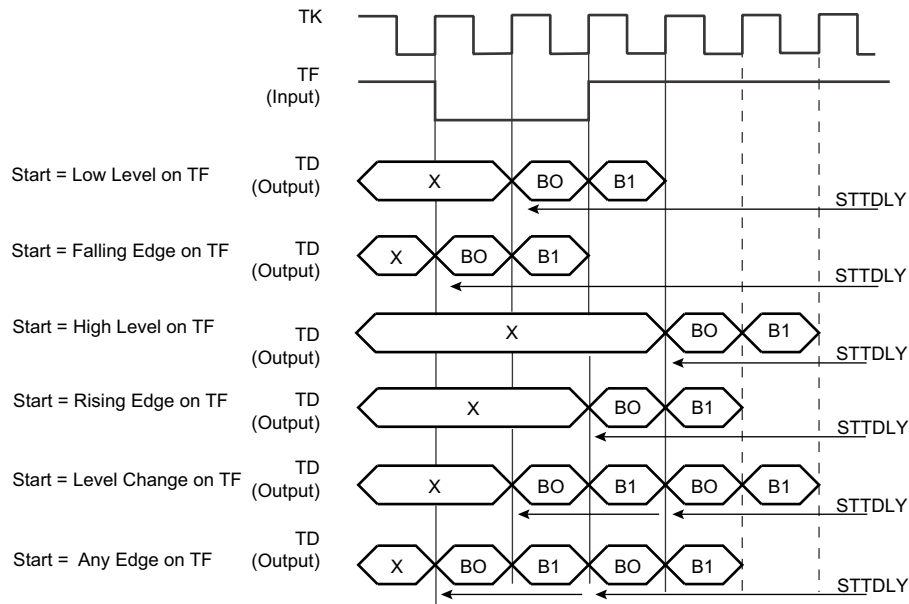 TK
TF
(Input)
Start = Low Level on TF
TD
(Output)
X
BO
B1
STTDLY
Start = Falling Edge on TF
TD
(Output)
X
BO
B1
STTDLY
Start = High Level on TF
TD
(Output)
X
BO
B1
STTDLY
Start = Rising Edge on TF
TD
(Output)
X
BO
B1
STTDLY
Start = Level Change on TF
TD
(Output)
X
BO
B1
BO
B1
STTDLY
Start = Any Edge on TF
TD
(Output)
X
BO
B1
BO
B1
STTDLY